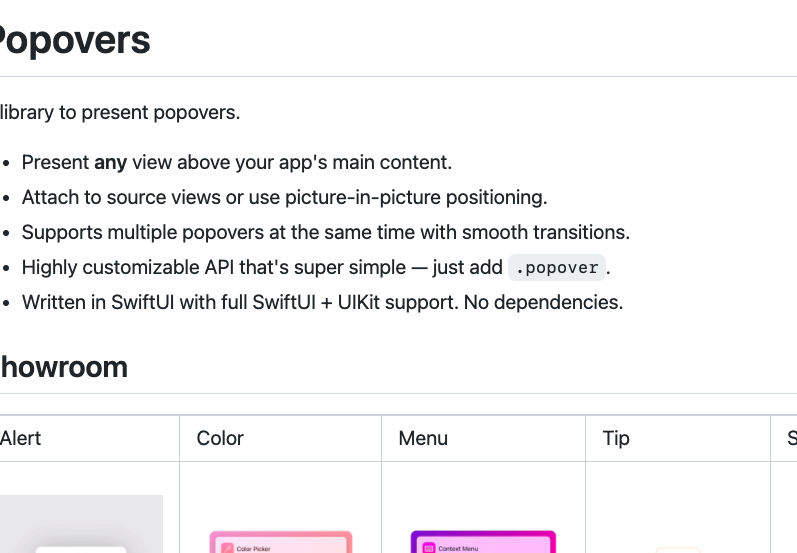 Popovers
library to present popovers.
• Present any view above your app's main content.
• Attach to source views or use picture-in-picture positioning.
• Supports multiple popovers at the same time with smooth transitions.
• Highly customizable API that's super simple — just add .popover.
• Written in SwiftUI with full SwiftUI + UIKit support. No dependencies.
howroom
Alert Color Menu Tip S
Color Picker Context Menu